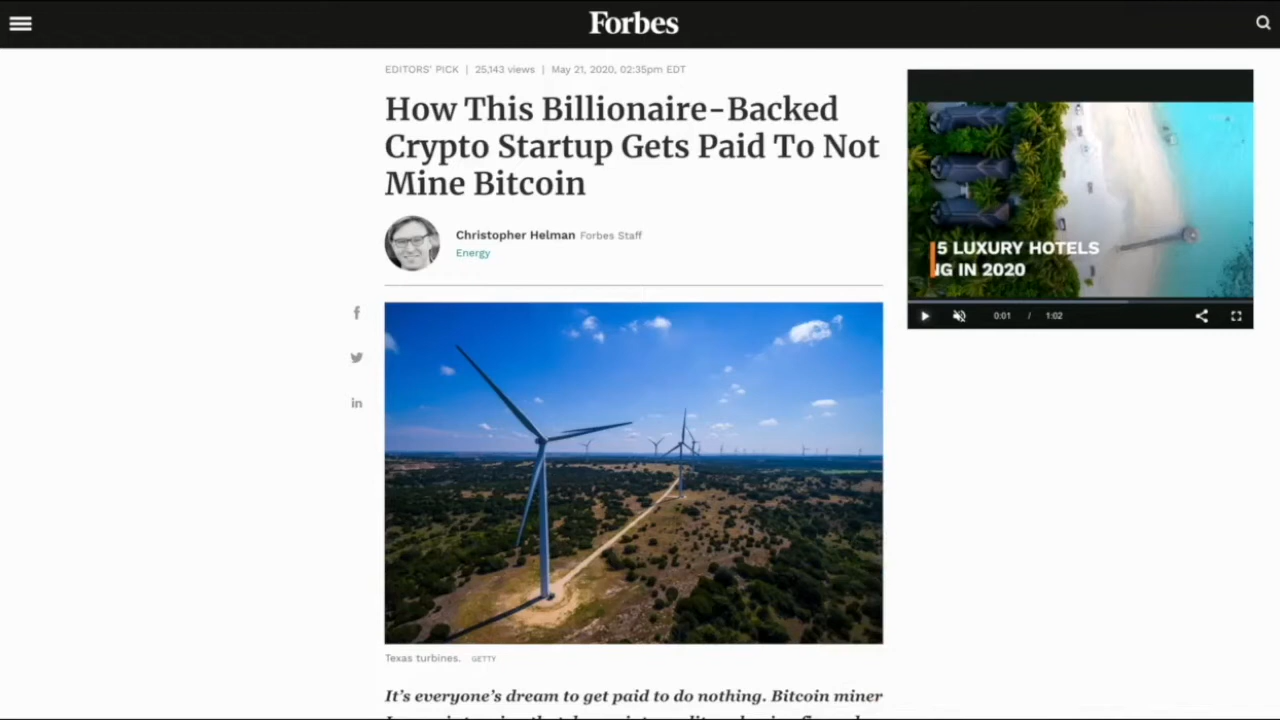 Forbes
EDITORS' PICK | 25,143 views | May 21, 2020, 02:35pm EDT
How This Billionaire-Backed
Crypto Startup Gets Paid To Not
Mine Bitcoin
Christopher Helman Forbes Staff
Energy
5 LUXURY HOTELS
G IN 2020
0:01 / 1:02
f
in
Texas turbines. GETTY
It's everyone's dream to get paid to do nothing. Bitcoin miner